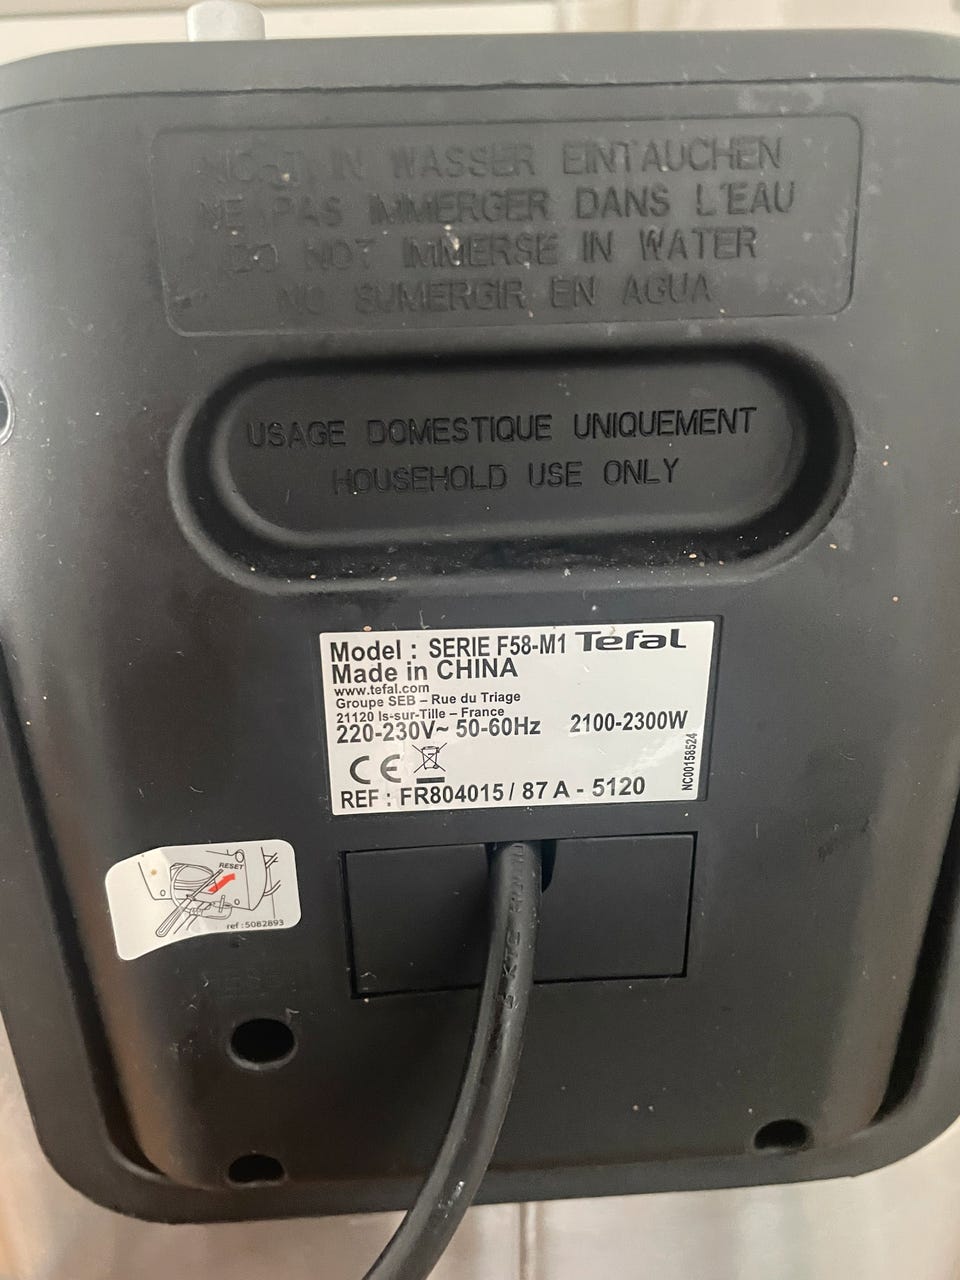 NICHT IN WASSER EINTAUCHEN
NE PAS IMMERGER DANS L'EAU
DO NOT IMMERSE IN WATER
NO SUMERGIR EN AGUA
USAGE DOMESTIQUE UNIQUEMENT
HOUSEHOLD USE ONLY
Model : SERIE F58-M1 Tefal
Made in CHINA
www.tefal.com
Groupe SEB – Rue du Triage
21120 Is-sur-Tille – France
220-230V~ 50-60Hz 2100-2300W
CE
REF : FR804015 / 87 A - 5120
NC00158524
RESET
ref :5082893